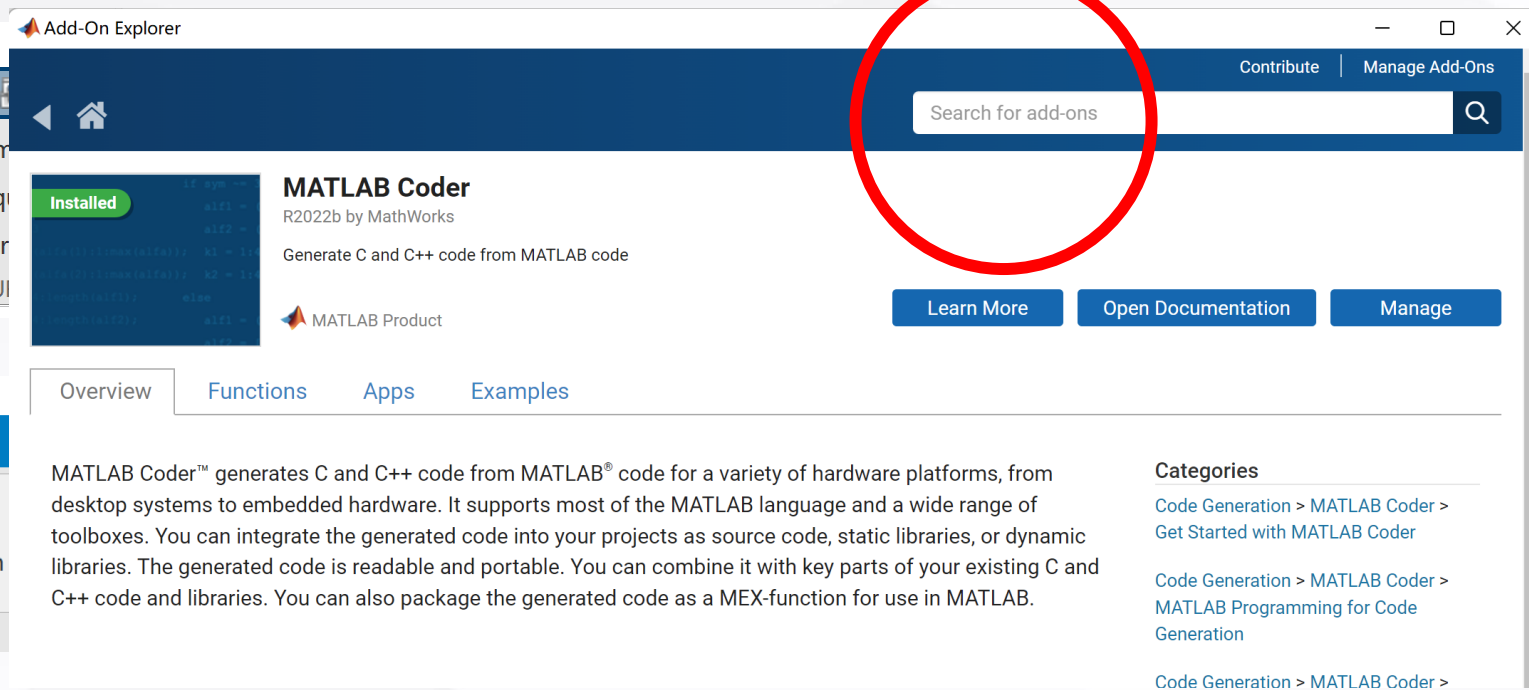 Add-On Explorer
Contribute
Manage Add-Ons
Search for add-ons
Installed
MATLAB Coder
R2022b by MathWorks
Generate C and C++ code from MATLAB code
MATLAB Product
Learn More
Open Documentation
Manage
Overview
Functions
Apps
Examples
MATLAB Coder™ generates C and C++ code from MATLAB® code for a variety of hardware platforms, from
desktop systems to embedded hardware. It supports most of the MATLAB language and a wide range of
toolboxes. You can integrate the generated code into your projects as source code, static libraries, or dynamic
libraries. The generated code is readable and portable. You can combine it with key parts of your existing C and
C++ code and libraries. You can also package the generated code as a MEX-function for use in MATLAB.
Categories
Code Generation > MATLAB Coder >
Get Started with MATLAB Coder
Code Generation > MATLAB Coder >
MATLAB Programming for Code
Generation
Code Generation > MATLAB Coder >